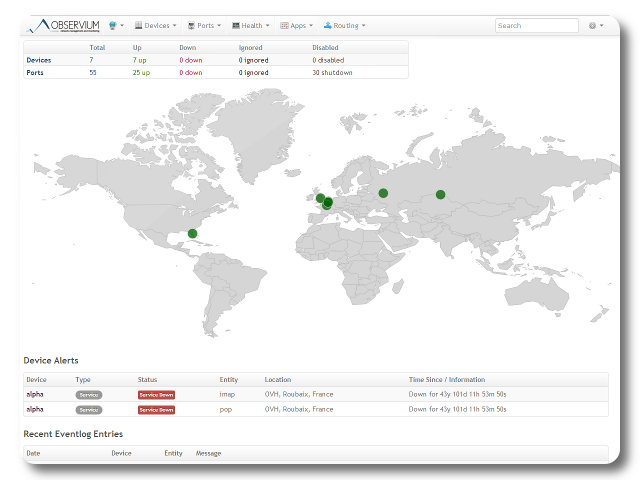 OBSERVIUM Devices Ports Health Apps Routing Search
network management and monitoring
Total Up Down Ignored Disabled
Devices 7 7 up 0 down 0 ignored 0 disabled
Ports 55 25 up 0 down 0 ignored 30 shutdown
Device Alerts
Device Type Status Entity Location Time Since / Information
alpha Service Service Down imap OVH, Roubaix, France Down for 43y 101d 11h 53m 50s
alpha Service Service Down pop OVH, Roubaix, France Down for 43y 101d 11h 53m 50s
Recent Eventlog Entries
Date Device Entity Message